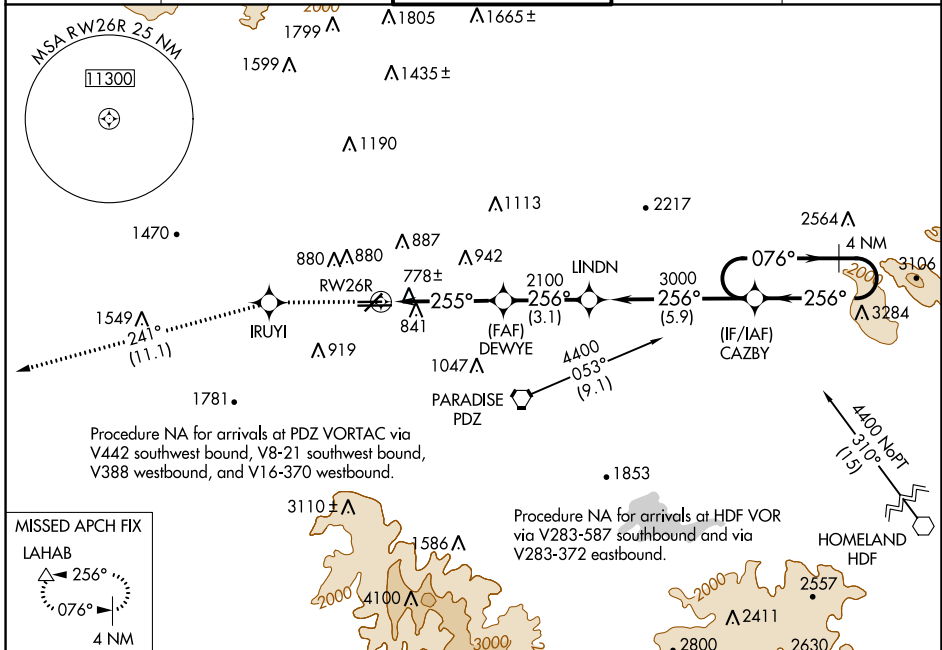 1799
1805
1665±
MSA RW26R 25 NM
1599
1435±
11300
1190
1113
2217
2564
4 NM
1470
887
880
880
942
LINDN
076°
2000
3106
RW26R
778±
2100
3000
255°
256°
256°
256°
841
(3.1)
(5.9)
3284
1549
IRUYI
(FAF)
DEWYE
(IF/IAF)
CAZBY
241°
(11.1)
919
1047
4400
053°
(9.1)
PARADISE
PDZ
1781
4400 NoPT
310°
(15)
Procedure NA for arrivals at PDZ VORTAC via
V442 southwest bound, V8-21 southwest bound,
V388 westbound, and V16-370 westbound.
1853
3110±
Procedure NA for arrivals at HDF VOR
via V283-587 southbound and via
V283-372 eastbound.
HOMELAND
HDF
MISSED APCH FIX
LAHAB
256°
076°
4 NM
1586
2000
4100
3000
2000
2557
2411
2800
2630